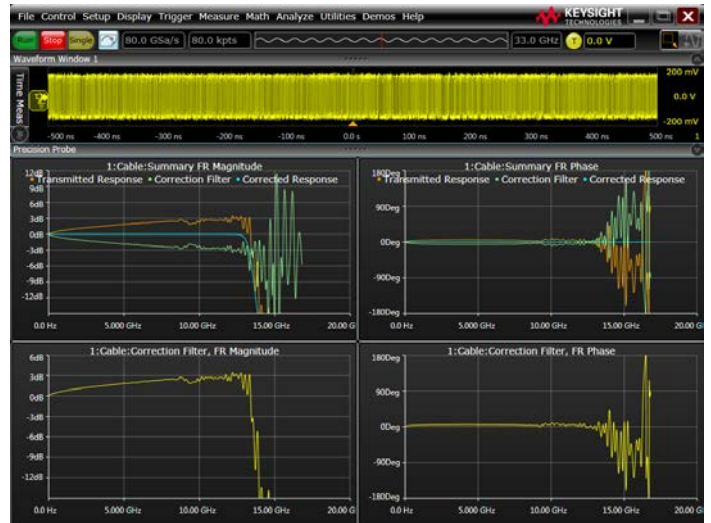 File Control Setup Display Trigger Measure Math Analyze Utilities Demos Help
KEYSIGHT
TECHNOLOGIES
Run Stop Single 80.0 GSa/s 80.0 kpts 33.0 GHz T 0.0 V
Waveform Window 1
Time Meas
200 mV
0.0 V
-200 mV
-500 ns -400 ns -300 ns -200 ns -100 ns 0.0 s 100 ns 200 ns 300 ns 400 ns 500 ns 1
Precision Probe
1:Cable:Summary FR Magnitude
Transmitted Response Correction Filter Corrected Response
12dB
9dB
6dB
3dB
0dB
-3dB
-6dB
-9dB
-12dB
0.0 Hz 5.000 GHz 10.00 GHz 15.00 GHz 20.00 G
1:Cable:Summary FR Phase
Transmitted Response Correction Filter Corrected Response
180Deg
90Deg
0Deg
-90Deg
-180Deg
0.0 Hz 5.000 GHz 10.00 GHz 15.00 GHz 20.00 G
1:Cable:Correction Filter, FR Magnitude
6dB
3dB
0dB
-3dB
-6dB
-9dB
-12dB
0.0 Hz 5.000 GHz 10.00 GHz 15.00 GHz 20.00 G
1:Cable:Correction Filter, FR Phase
180Deg
90Deg
0Deg
-90Deg
-180Deg
0.0 Hz 5.000 GHz 10.00 GHz 15.00 GHz 20.00 G